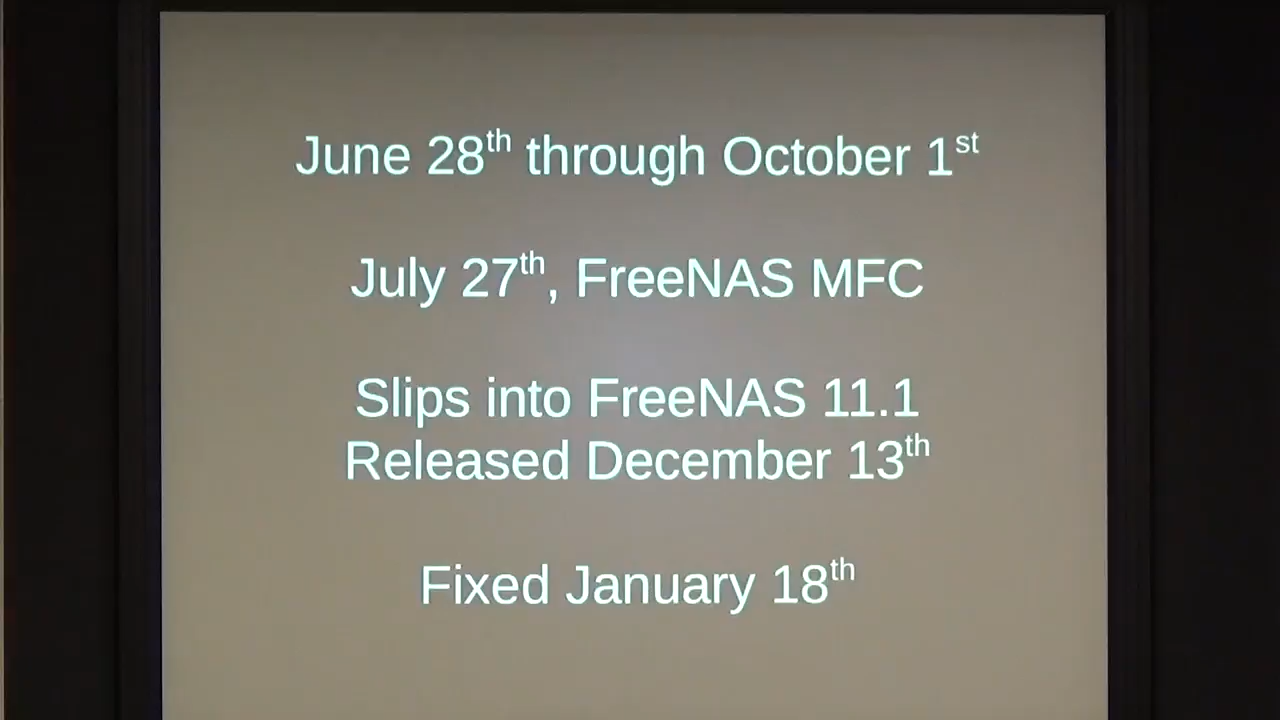 June 28th through October 1st
July 27th, FreeNAS MFC
Slips into FreeNAS 11.1
Released December 13th
Fixed January 18th